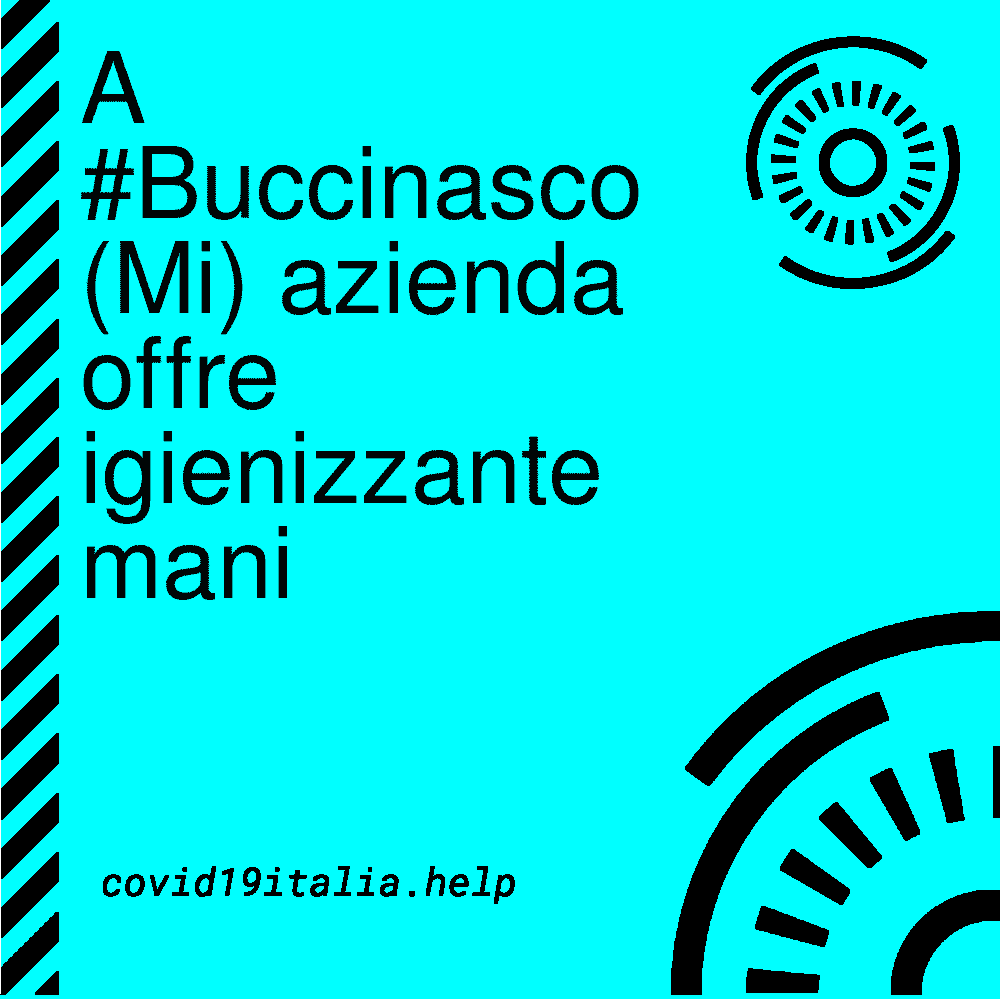 A
#Buccinasco
(Mi) azienda
offre
igienizzante
mani
covid19italia.help